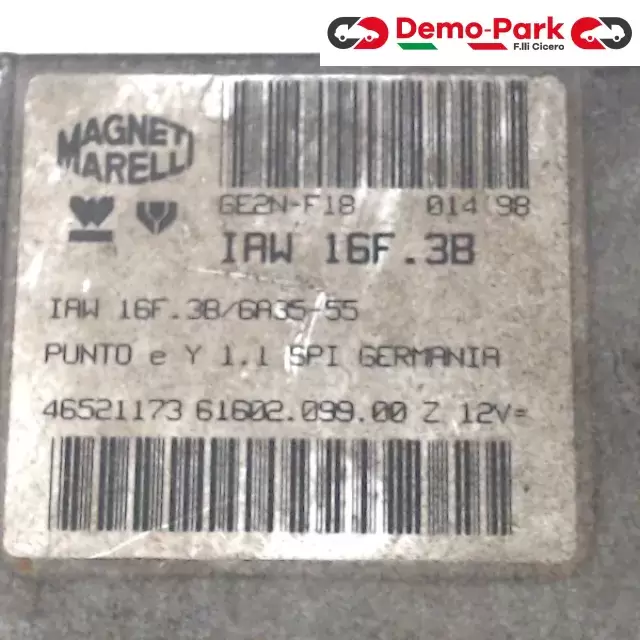 Demo-Park
F.lli Cicero
MAGNETI
MARELLI
6E2N-F18 014 98
IAW 16F.3B
IAW 16F.3B/6A35-55
PUNTO e Y 1.1 SPI GERMANIA
46521173 61602.099.00 Z 12V=